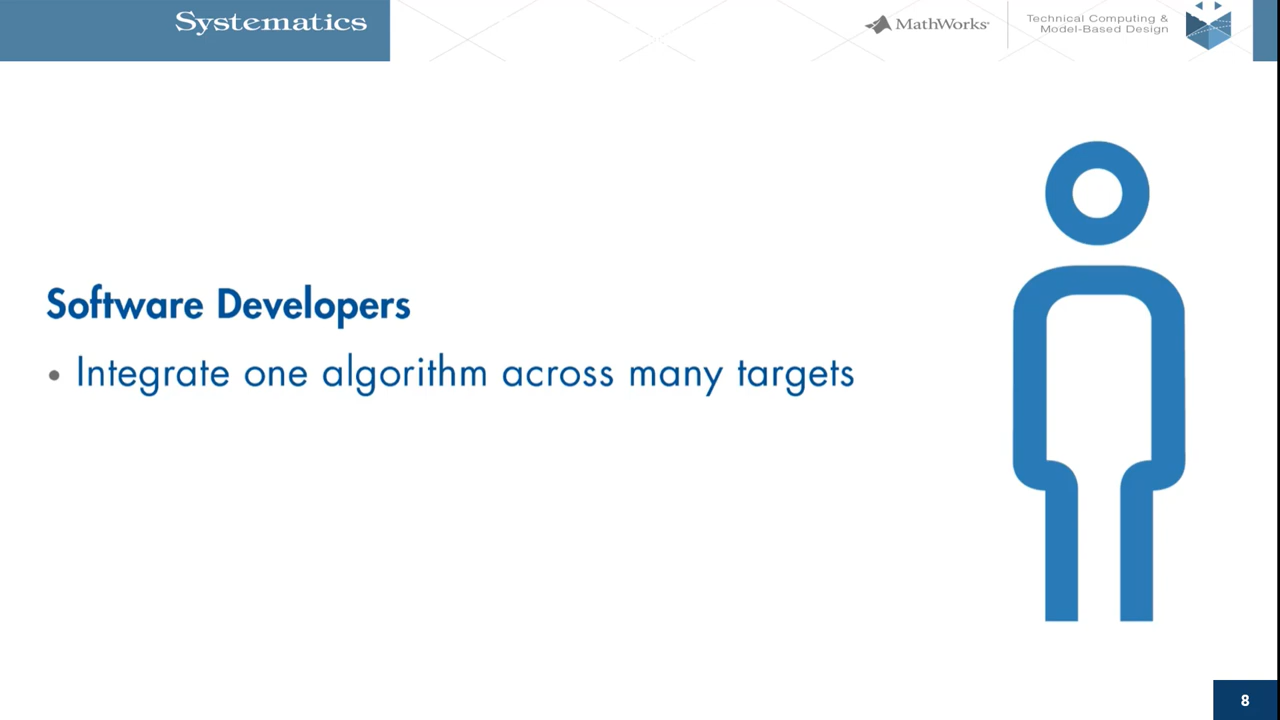 Systematics
MathWorks
Technical Computing &
Model-Based Design
Software Developers
• Integrate one algorithm across many targets
8